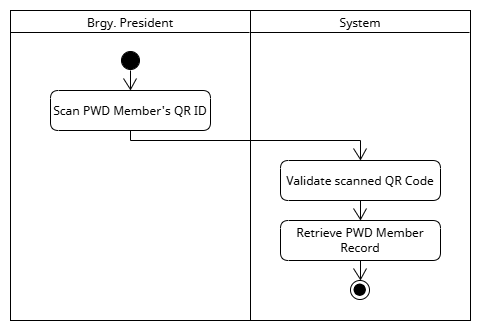 Brgy. President
System
Scan PWD Member's QR ID
Validate scanned QR Code
Retrieve PWD Member
Record